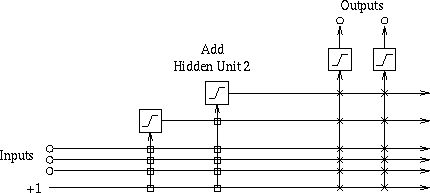 Outputs
Add
Hidden Unit 2
Inputs
+1